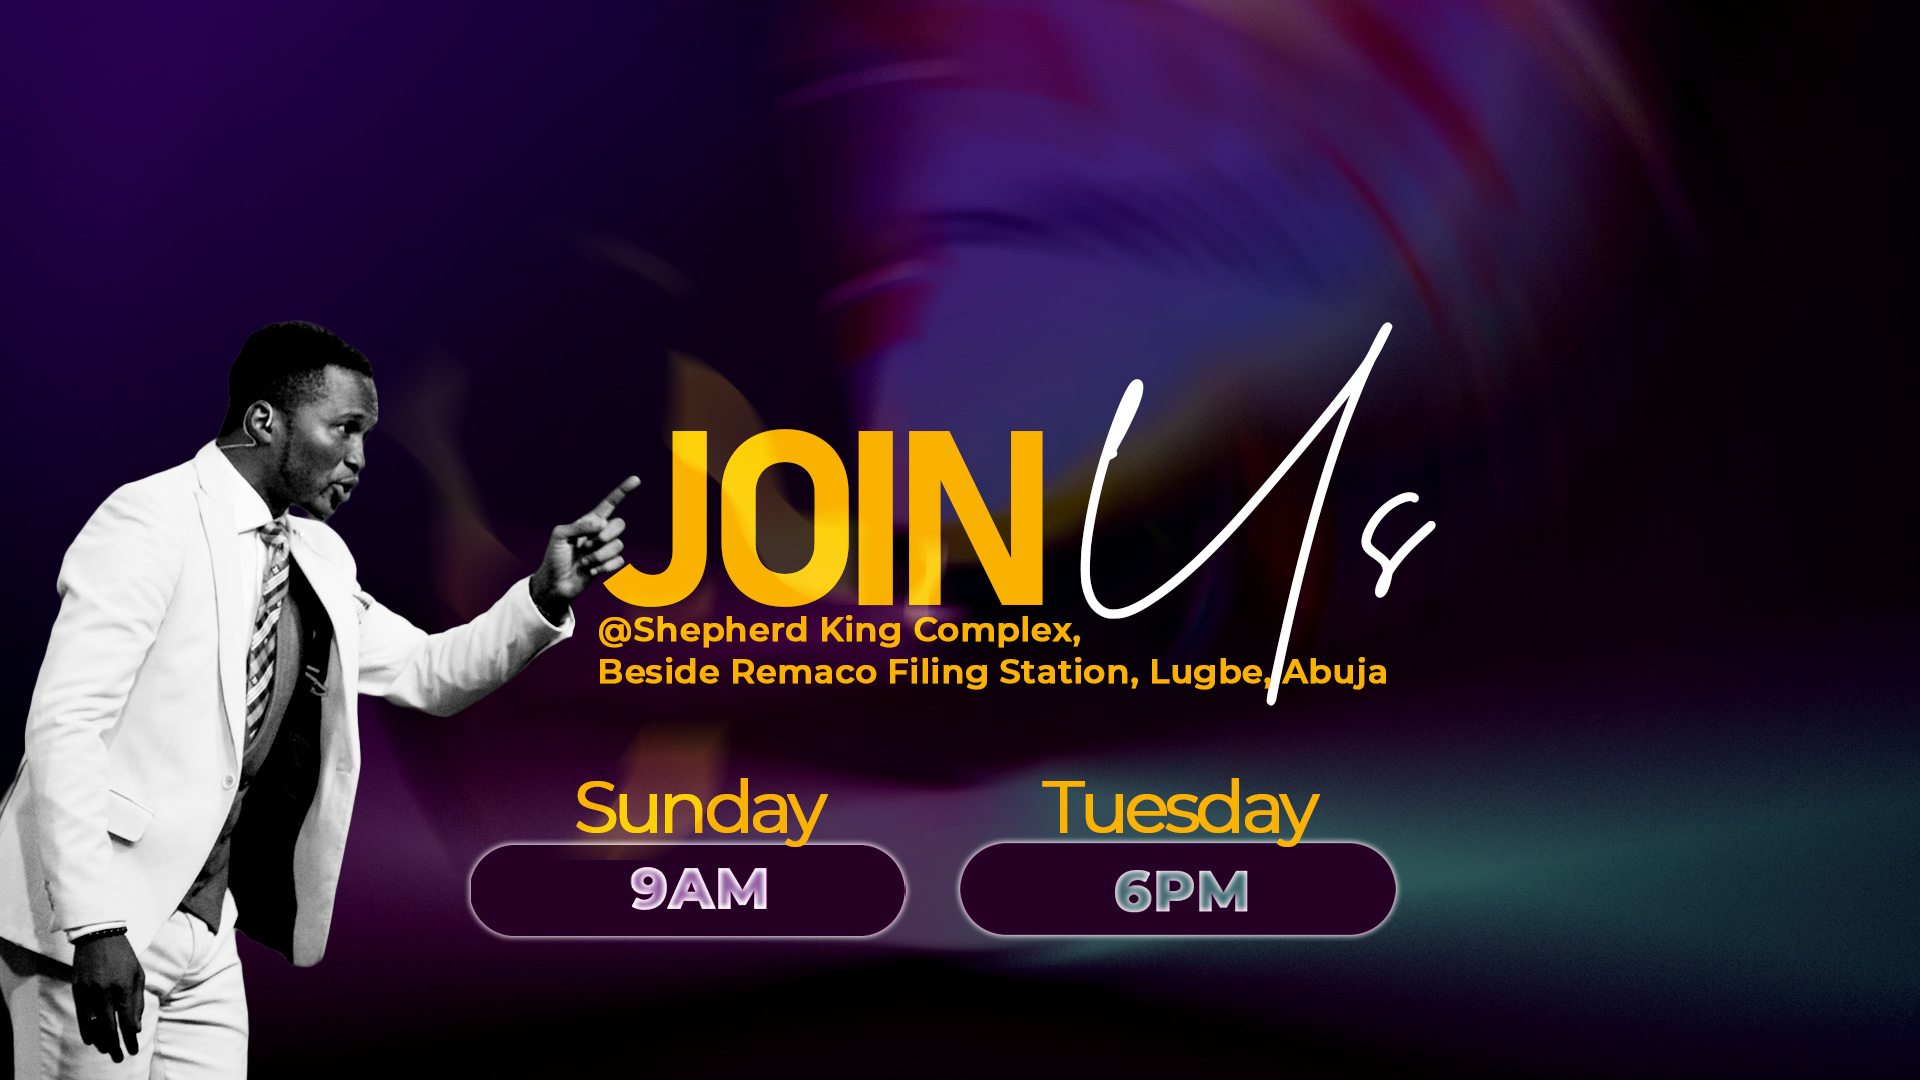 JOIN Us
@Shepherd King Complex,
Beside Remaco Filing Station, Lugbe, Abuja
Sunday
9AM
Tuesday
6PM